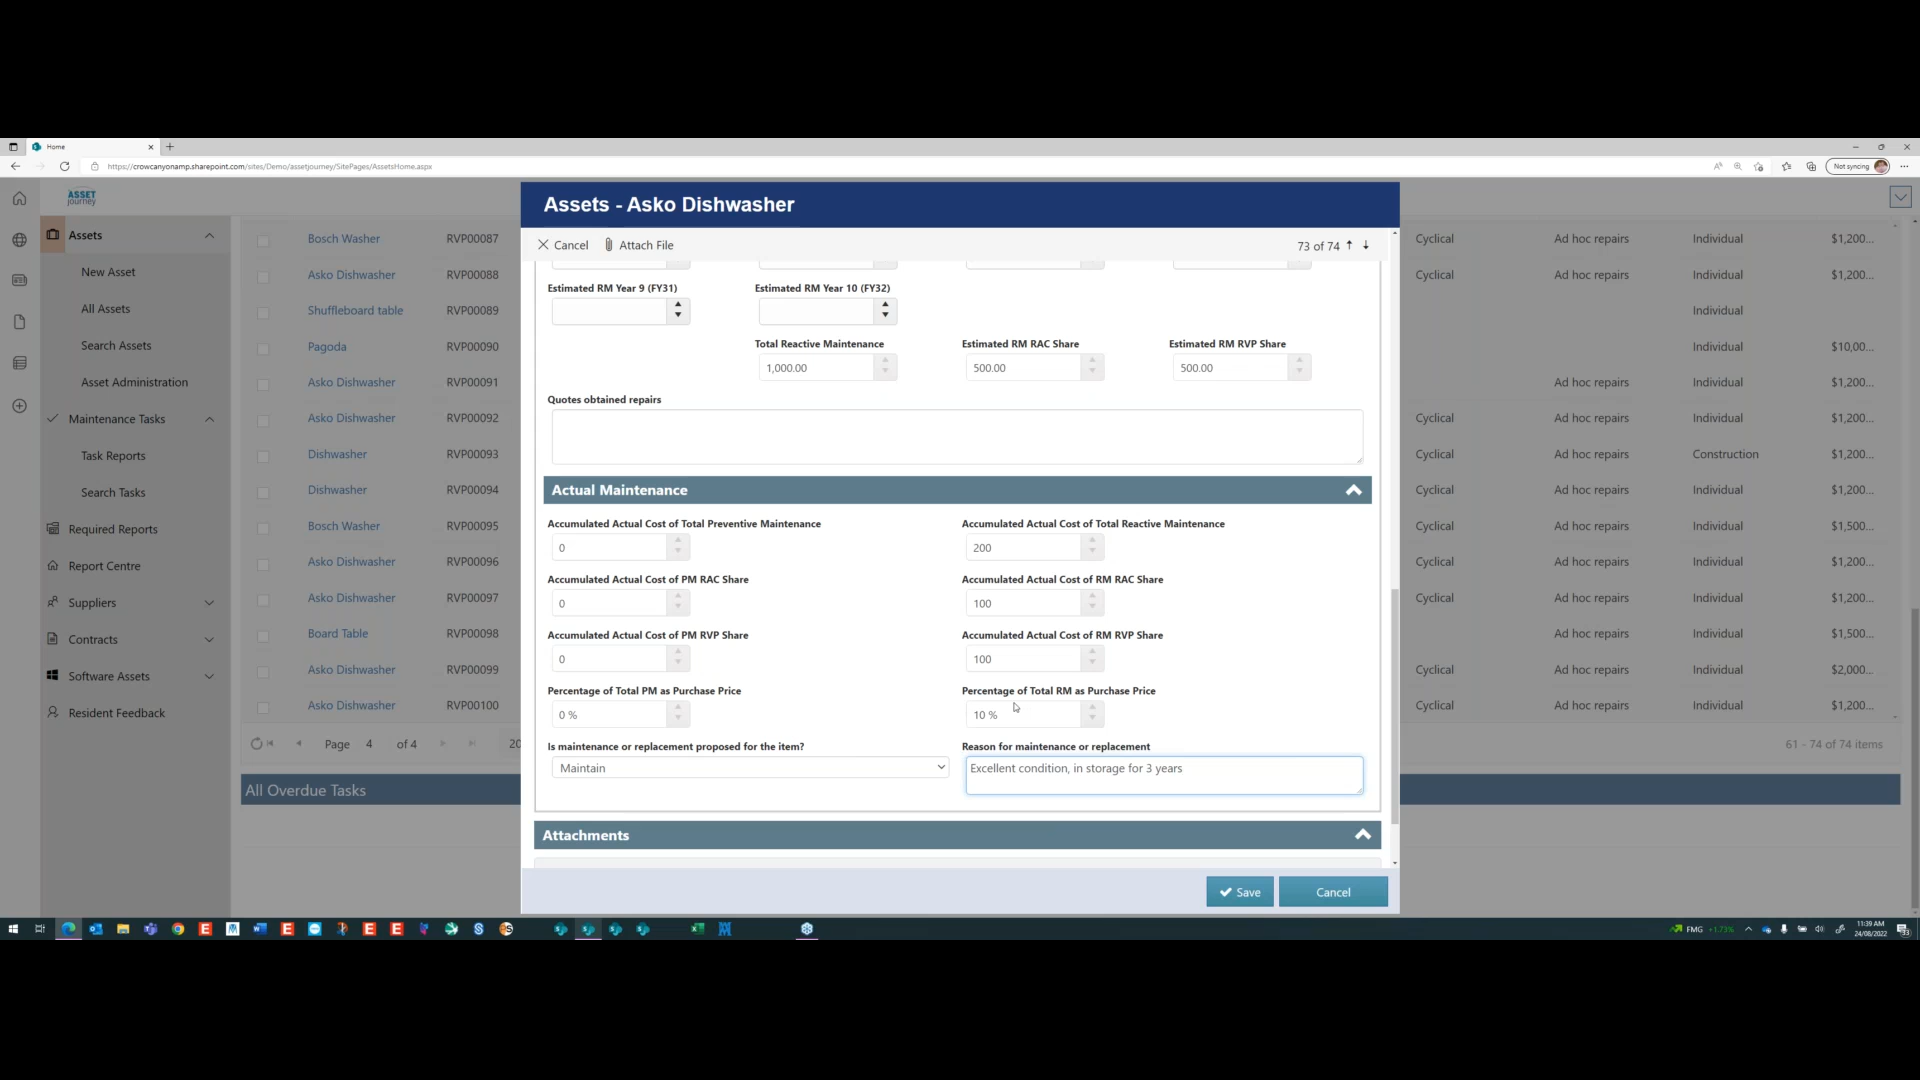 Home
https://crowcanyonamp.sharepoint.com/sites/Demo/assetjourney/SitePages/AssetsHome.aspx
Not syncing
ASSET
journey
Assets
New Asset
All Assets
Search Assets
Asset Administration
Maintenance Tasks
Task Reports
Search Tasks
Required Reports
Report Centre
Suppliers
Contracts
Software Assets
Resident Feedback
Bosch Washer RVP00087 Cyclical Ad hoc repairs Individual $1,200...
Asko Dishwasher RVP00088 Cyclical Ad hoc repairs Individual $1,200...
Shuffleboard table RVP00089 Individual
Pagoda RVP00090 Individual $10,00...
Asko Dishwasher RVP00091 Ad hoc repairs Individual $1,200...
Asko Dishwasher RVP00092 Cyclical Ad hoc repairs Individual $1,200...
Dishwasher RVP00093 Cyclical Ad hoc repairs Construction $1,200...
Dishwasher RVP00094 Cyclical Ad hoc repairs Individual $1,200...
Bosch Washer RVP00095 Cyclical Ad hoc repairs Individual $1,500...
Asko Dishwasher RVP00096 Cyclical Ad hoc repairs Individual $1,200...
Asko Dishwasher RVP00097 Cyclical Ad hoc repairs Individual $1,200...
Board Table RVP00098 Ad hoc repairs Individual $1,500...
Asko Dishwasher RVP00099 Cyclical Ad hoc repairs Individual $2,000...
Asko Dishwasher RVP00100 Cyclical Ad hoc repairs Individual $1,200...
Page 4 of 4 20
61 - 74 of 74 items
All Overdue Tasks
Assets - Asko Dishwasher
Cancel Attach File 73 of 74
Estimated RM Year 9 (FY31) Estimated RM Year 10 (FY32)
Total Reactive Maintenance Estimated RM RAC Share Estimated RM RVP Share
1,000.00 500.00 500.00
Quotes obtained repairs
Actual Maintenance
Accumulated Actual Cost of Total Preventive Maintenance Accumulated Actual Cost of Total Reactive Maintenance
0 200
Accumulated Actual Cost of PM RAC Share Accumulated Actual Cost of RM RAC Share
0 100
Accumulated Actual Cost of PM RVP Share Accumulated Actual Cost of RM RVP Share
0 100
Percentage of Total PM as Purchase Price Percentage of Total RM as Purchase Price
0 % 10 %
Is maintenance or replacement proposed for the item? Reason for maintenance or replacement
Maintain Excellent condition, in storage for 3 years
Attachments
Save Cancel
FMG +1.73%
11:39 AM
24/08/2022